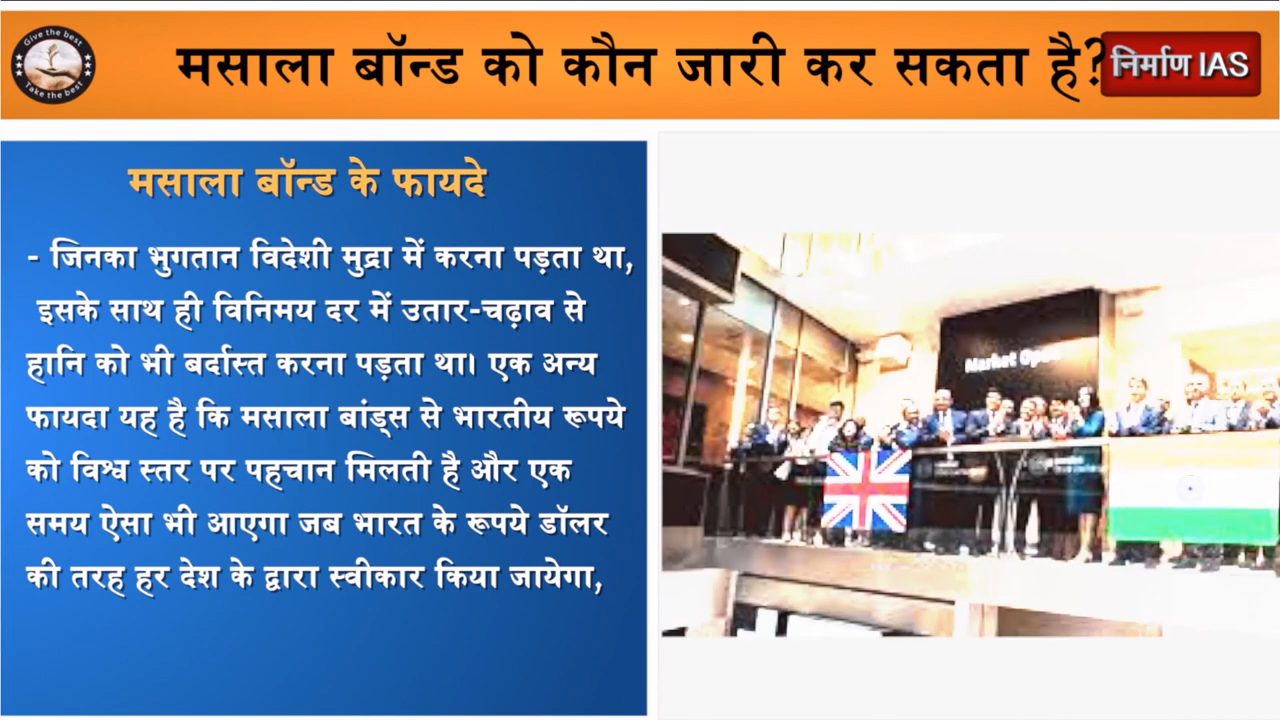 Give the best
Take the best
मसाला बॉन्ड को कौन जारी कर सकता है?
निर्माण IAS
मसाला बॉन्ड के फायदे
- जिनका भुगतान विदेशी मुद्रा में करना पड़ता था,
इसके साथ ही विनिमय दर में उतार-चढ़ाव से
हानि को भी बर्दास्त करना पड़ता था। एक अन्य
फायदा यह है कि मसाला बांड्स से भारतीय रूपये
को विश्व स्तर पर पहचान मिलती है और एक
समय ऐसा भी आएगा जब भारत के रूपये डॉलर
की तरह हर देश के द्वारा स्वीकार किया जायेगा,
Market Open